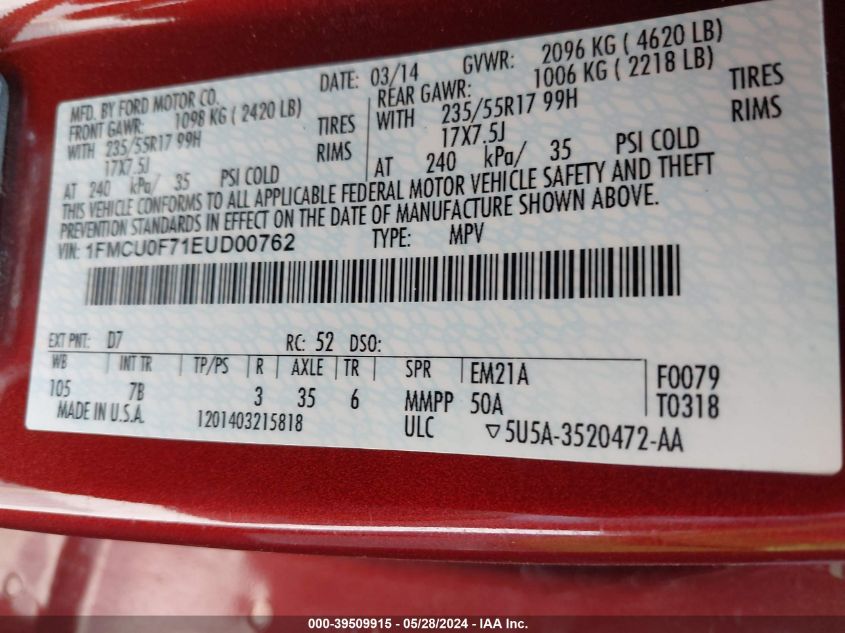 MFD. BY FORD MOTOR CO.
DATE: 03/14 GVWR: 2096 KG ( 4620 LB)
FRONT GAWR: 1098 KG ( 2420 LB)
REAR GAWR: 1006 KG ( 2218 LB)
WITH 235/55R17 99H TIRES
WITH 235/55R17 99H TIRES
17X7.5J RIMS
17X7.5J RIMS
AT 240 kPa/ 35 PSI COLD
AT 240 kPa/ 35 PSI COLD
THIS VEHICLE CONFORMS TO ALL APPLICABLE FEDERAL MOTOR VEHICLE SAFETY AND THEFT
PREVENTION STANDARDS IN EFFECT ON THE DATE OF MANUFACTURE SHOWN ABOVE.
VIN: 1FMCU0F71EUD00762 TYPE: MPV
EXT PNT: D7 RC: 52 DSO:
WB INT TR TP/PS R AXLE TR SPR EM21A F0079
105 7B 3 35 6 MMPP 50A T0318
MADE IN U.S.A. 1201403215818 ULC ▽5U5A-3520472-AA
000-39509915 - 05/28/2024 - IAA Inc.